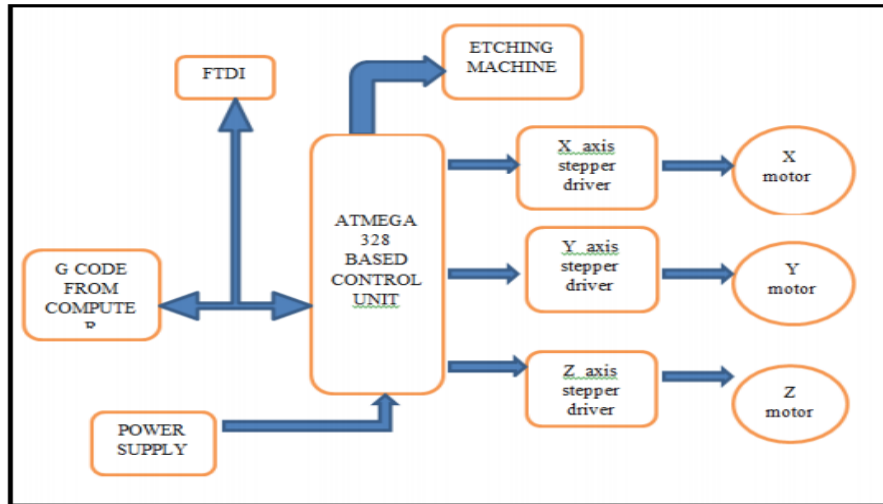 ETCHING
MACHINE
FTDI
X axis
stepper
driver
X
motor
ATMEGA
328
BASED
CONTROL
UNIT
Y axis
stepper
driver
Y
motor
G CODE
FROM
COMPUTE
R
Z axis
stepper
driver
Z
motor
POWER
SUPPLY